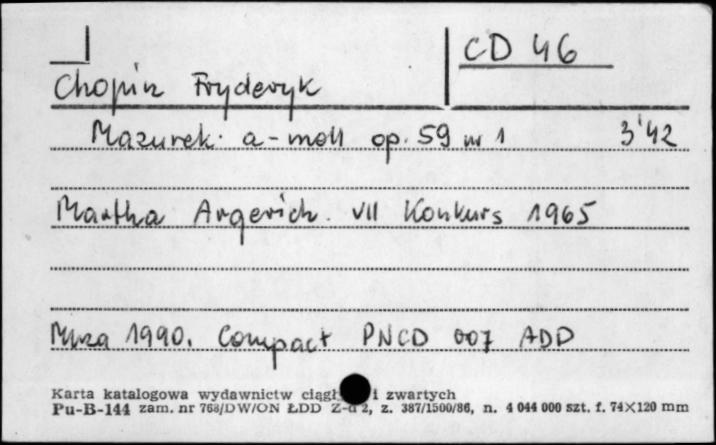 CD 46
Chopin Fryderyk
Mazurek a-moll op. 59 nr 1 3'42
Martha Argerich. VII Konkurs 1965
Muza 1990. Compact PNCD 007 ADD
Karta katalogowa wydawnictw ciągł i zwartych
Pu-B-144 zam. nr 768/DW/ON ŁDD Z-d 2, z. 387/1500/86, n. 4 044 000 szt. f. 74×120 mm